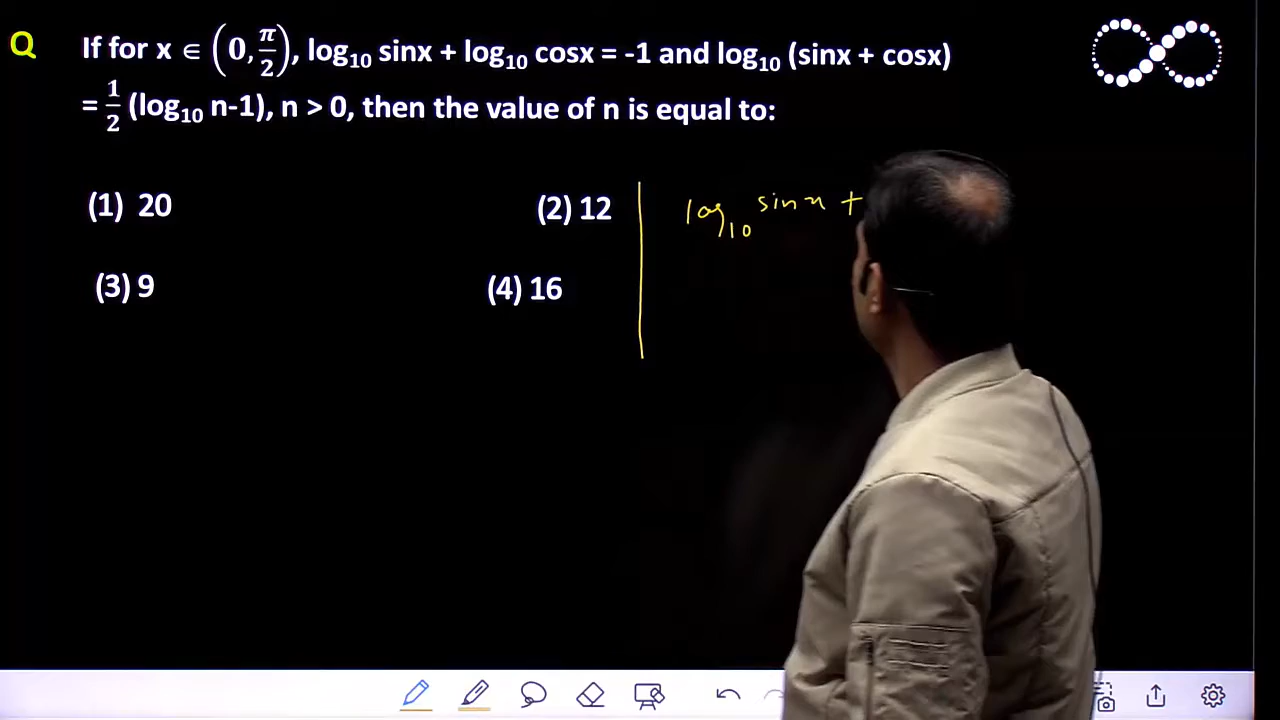 Q If for x ∈ (0, π/2), log₁₀ sinx + log₁₀ cosx = -1 and log₁₀ (sinx + cosx)
= 1/2 (log₁₀ n-1), n > 0, then the value of n is equal to:
(1) 20 (2) 12
(3) 9 (4) 16
log₁₀ sin x +